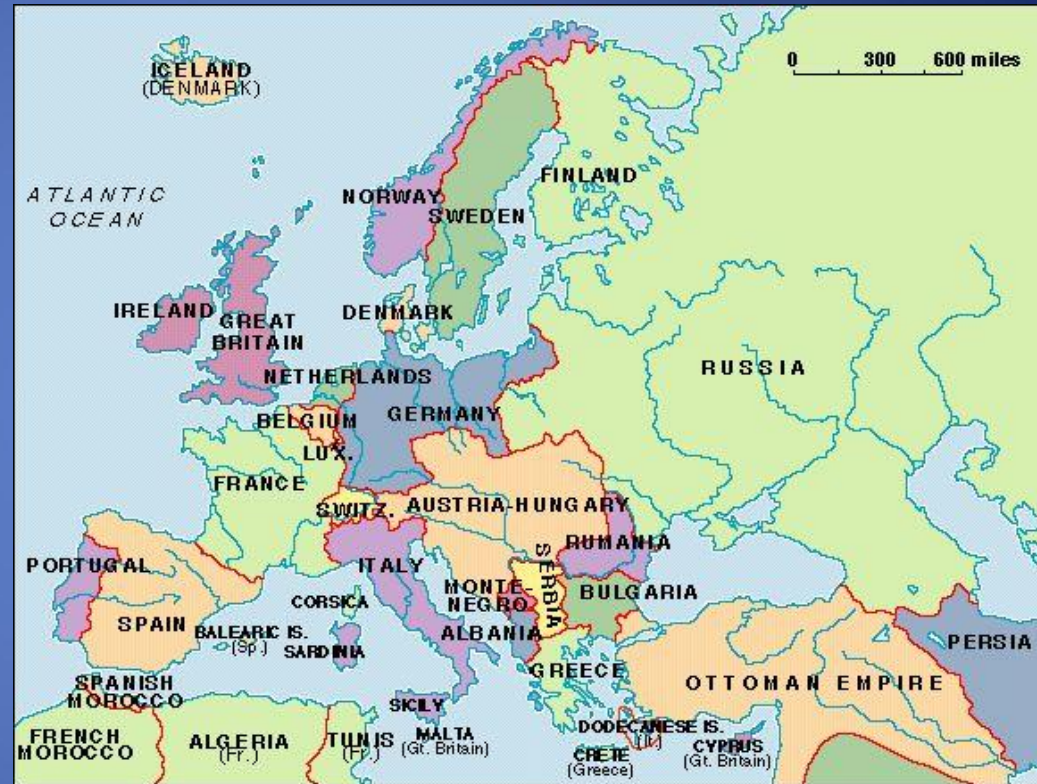 ICELAND
(DENMARK)
0 300 600 miles
ATLANTIC
OCEAN
NORWAY
FINLAND
SWEDEN
IRELAND
GREAT
BRITAIN
DENMARK
RUSSIA
NETHERLANDS
GERMANY
BELGIUM
LUX.
FRANCE
SWITZ.
AUSTRIA-HUNGARY
RUMANIA
PORTUGAL
ITALY
SERBIA
MONTE-
NEGRO
BULGARIA
CORSICA
SPAIN
BALEARIC IS.
(Sp.)
SARDINIA
ALBANIA
PERSIA
GREECE
OTTOMAN EMPIRE
SPANISH
MOROCCO
SICILY
FRENCH
MOROCCO
ALGERIA
(Fr.)
TUNIS
(Fr.)
MALTA
(Gt. Britain)
DODECANESE IS.
(It.)
CRETE
(Greece)
CYPRUS
(Gt. Britain)